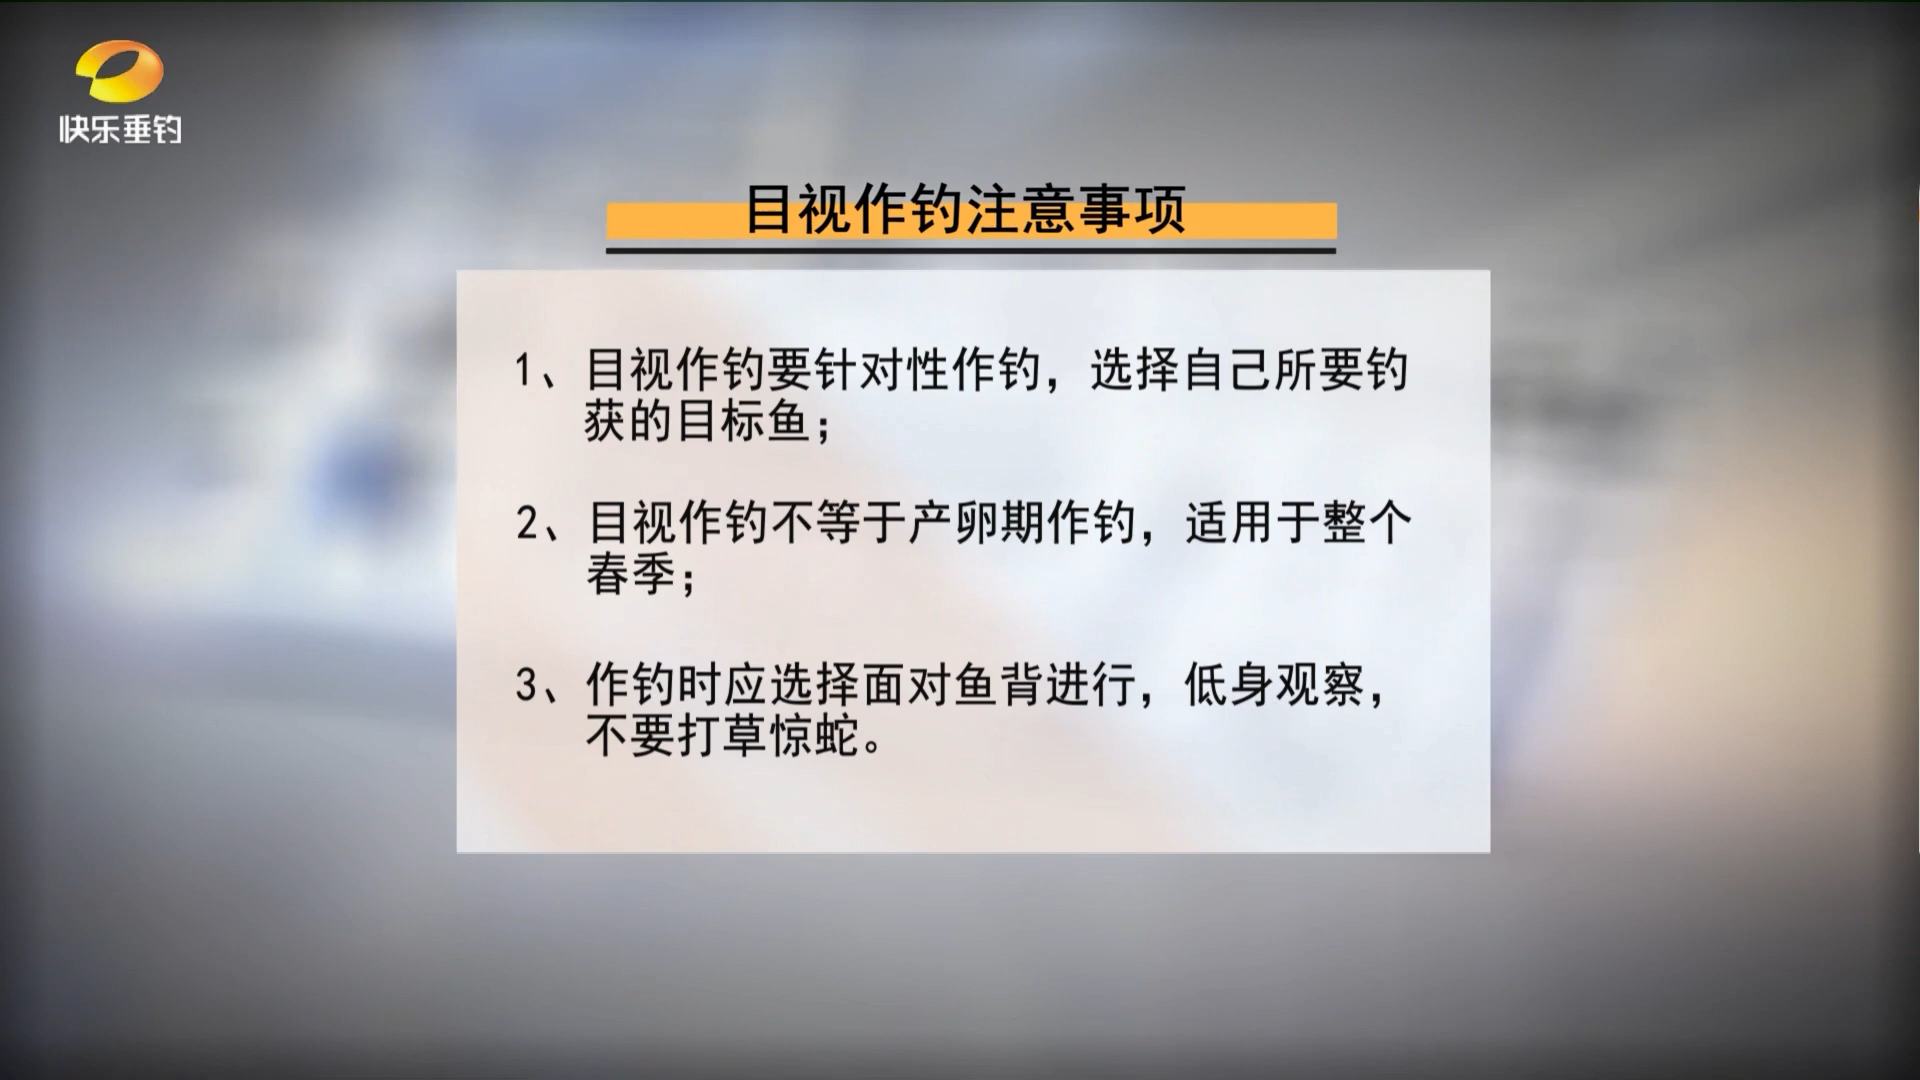 快乐垂钓
目视作钓注意事项
1、目视作钓要针对性作钓，选择自己所要钓
获的目标鱼；
2、目视作钓不等于产卵期作钓，适用于整个
春季；
3、作钓时应选择面对鱼背进行，低身观察，
不要打草惊蛇。